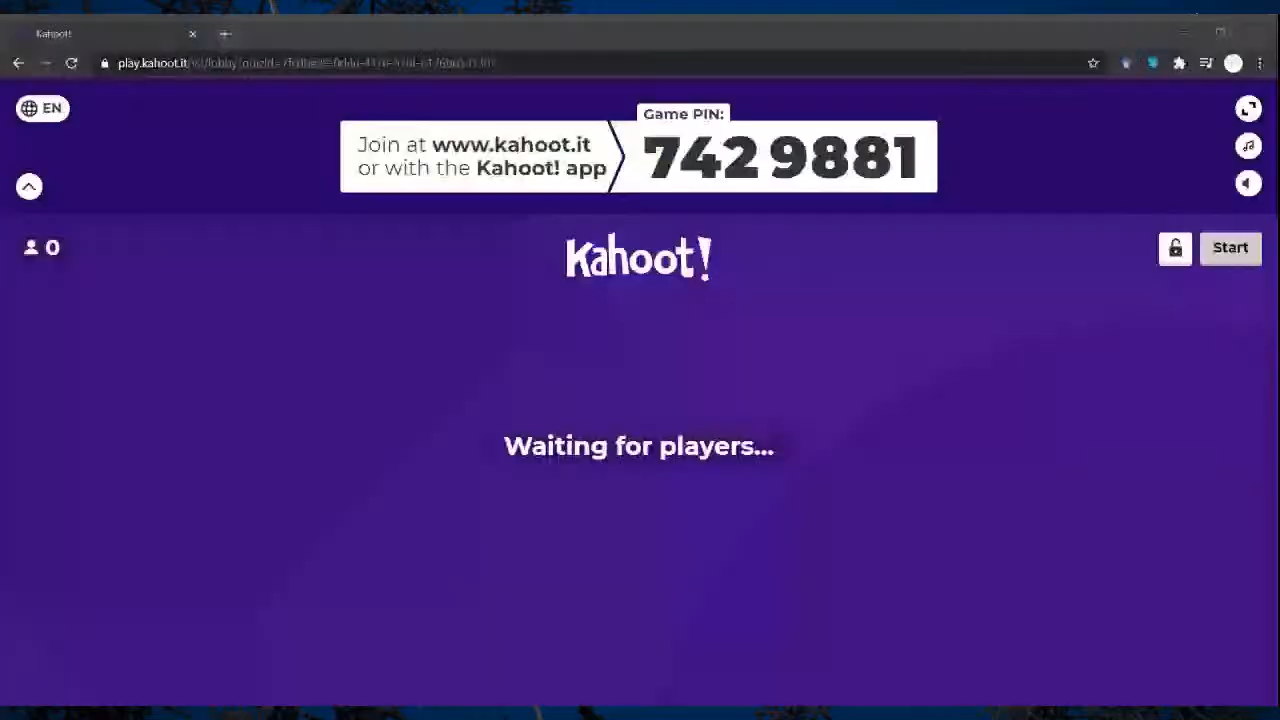 Kahoot!
play.kahoot.it
EN
Game PIN:
Join at www.kahoot.it
or with the Kahoot! app
742 9881
0
Kahoot!
Start
Waiting for players...